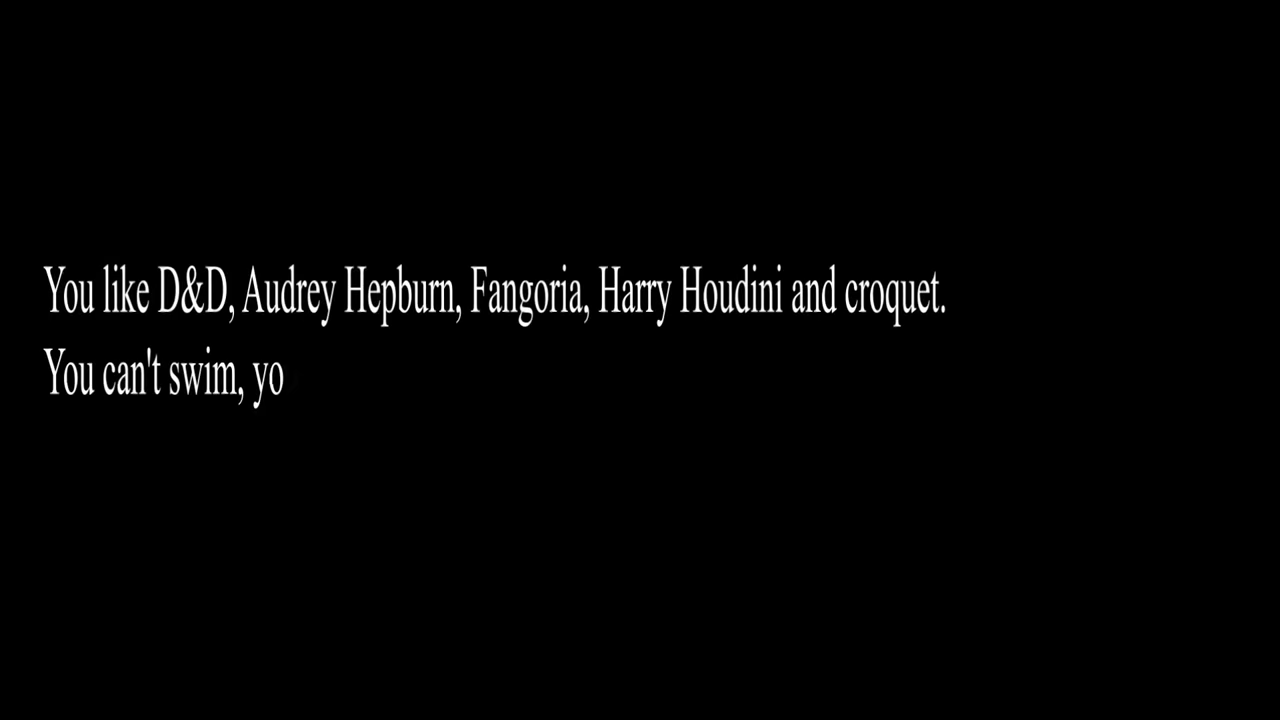 You like D&D, Audrey Hepburn, Fangoria, Harry Houdini and croquet.
You can't swim, yo